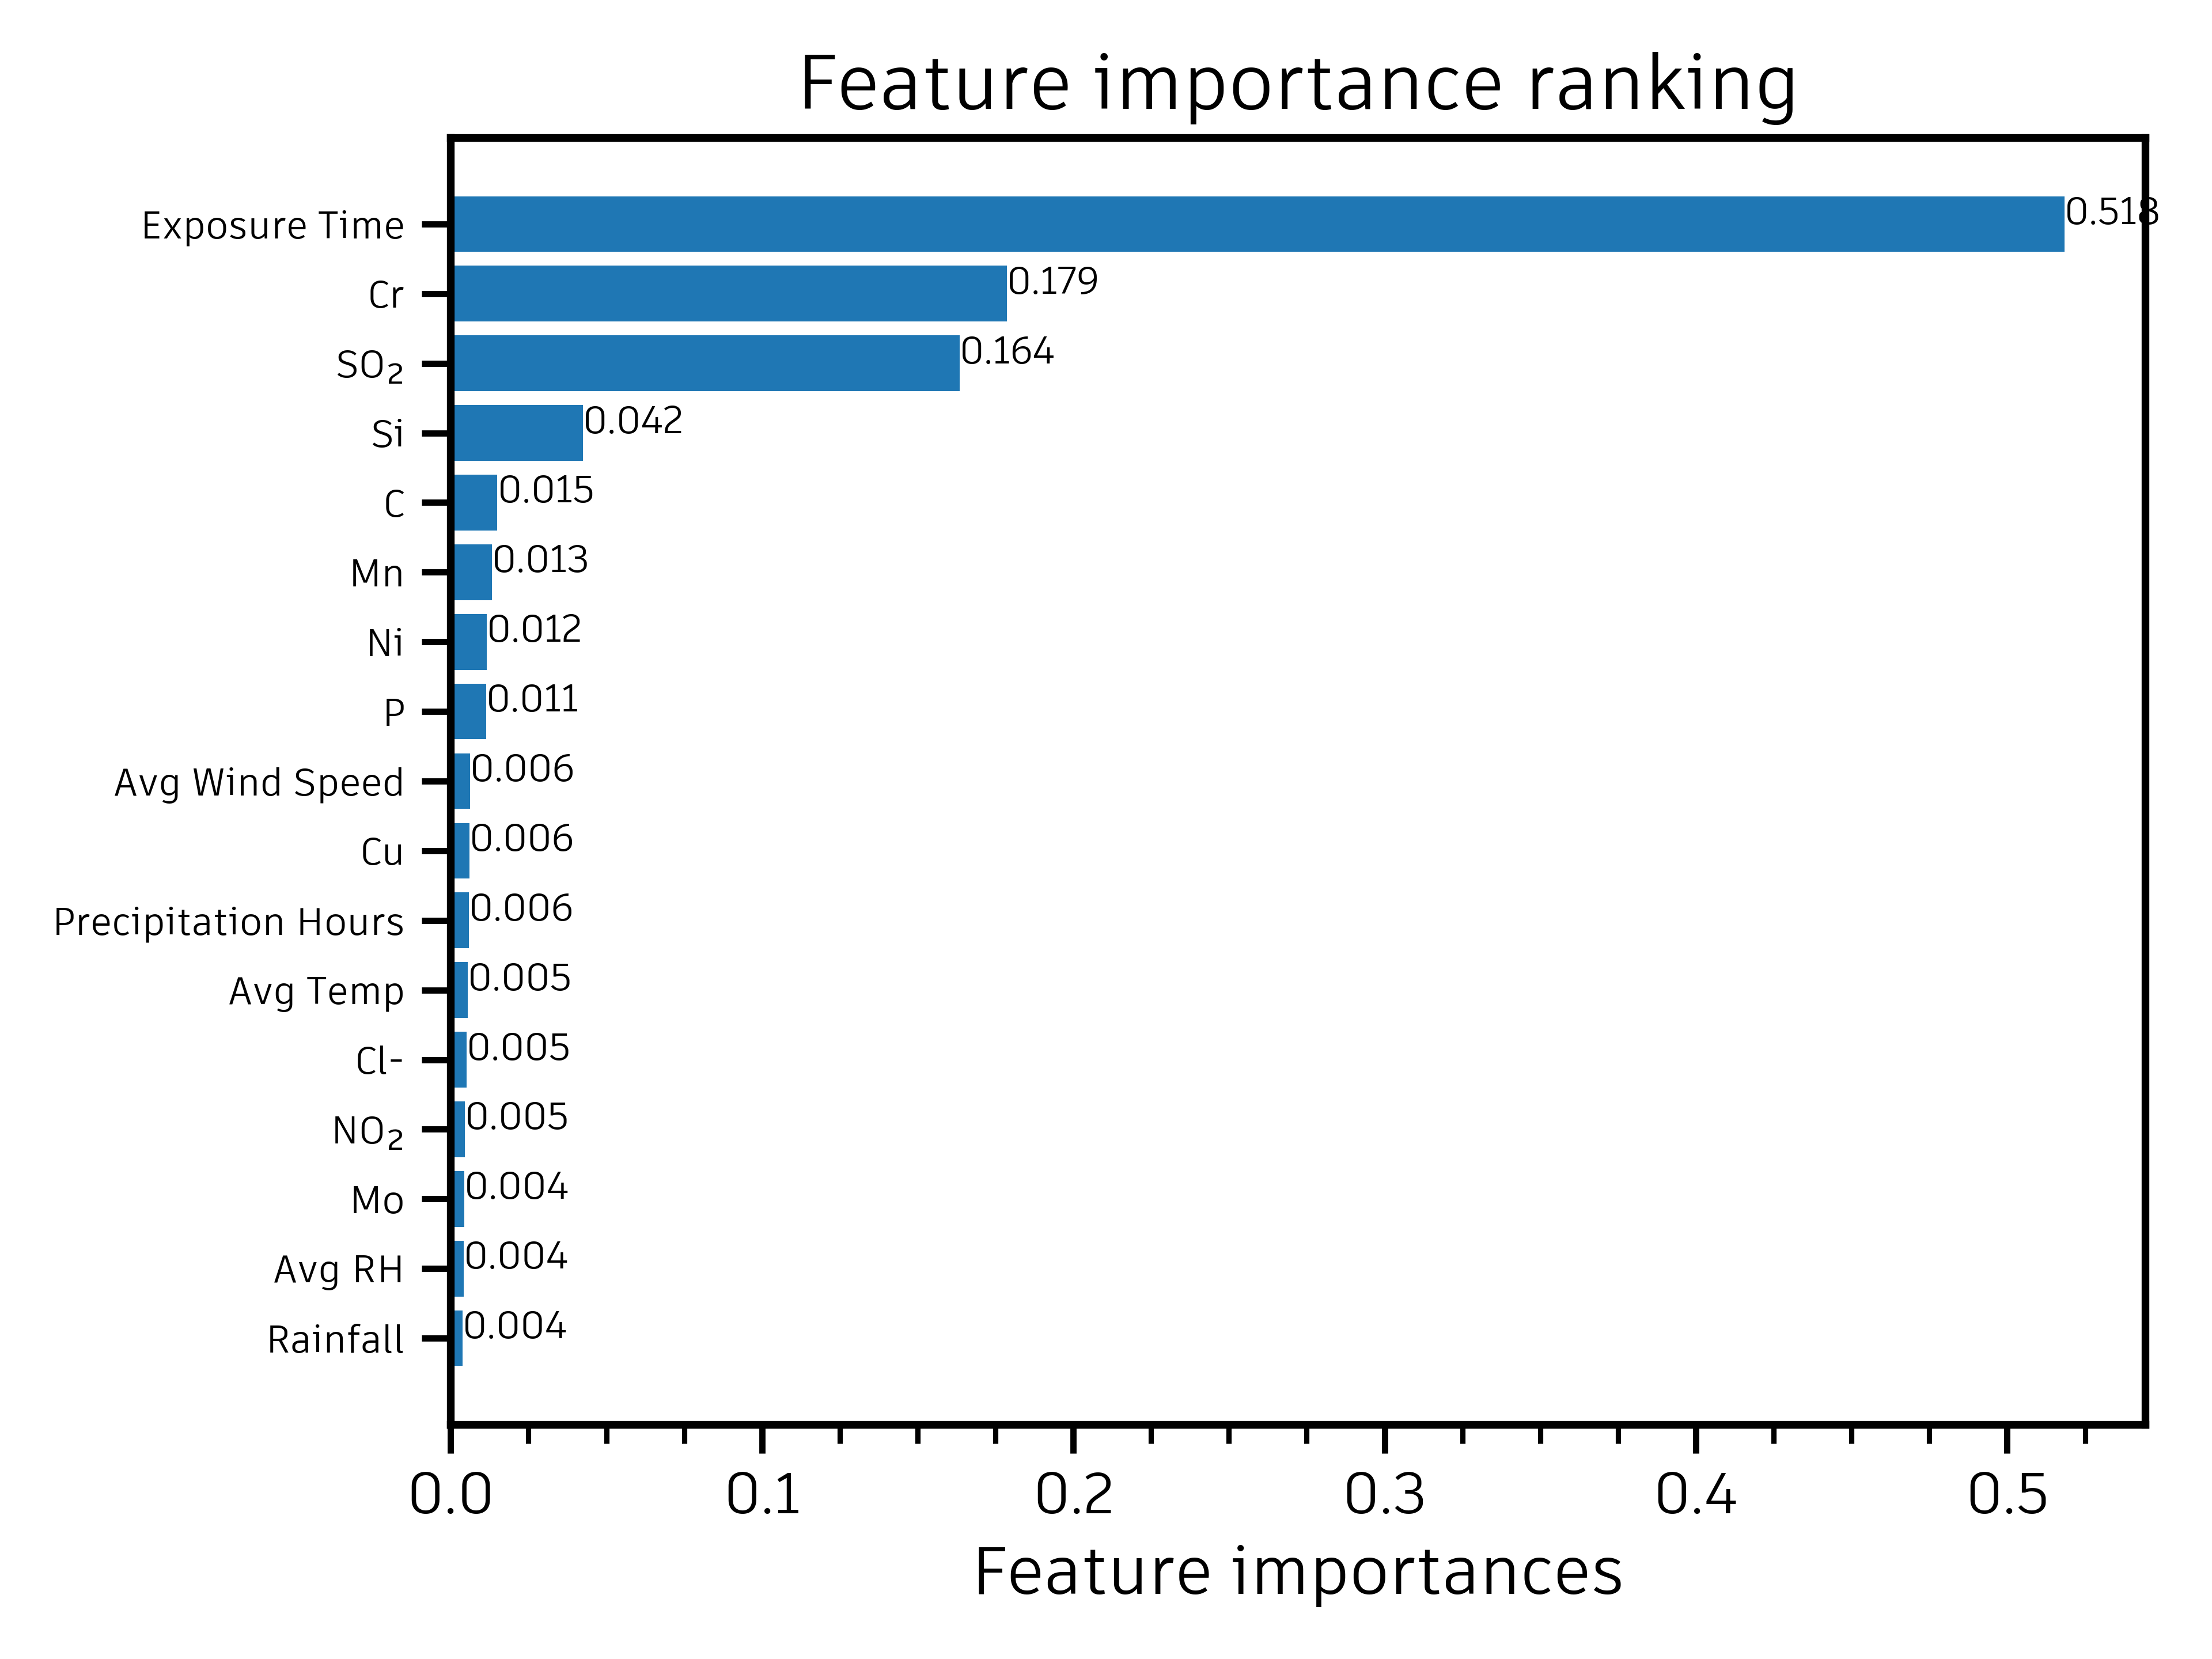 Feature importance ranking
Exposure Time 0.518
Cr 0.179
SO₂ 0.164
Si 0.042
C 0.015
Mn 0.013
Ni 0.012
P 0.011
Avg Wind Speed 0.006
Cu 0.006
Precipitation Hours 0.006
Avg Temp 0.005
Cl- 0.005
NO₂ 0.005
Mo 0.004
Avg RH 0.004
Rainfall 0.004
0.0 0.1 0.2 0.3 0.4 0.5
Feature importances